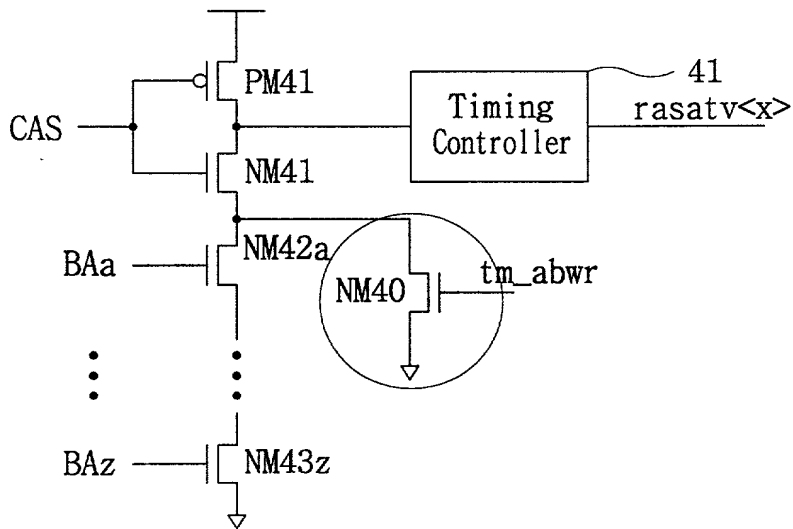 PM41
41
Timing
Controller
rasatv<x>
CAS
NM41
NM42a
BAa
NM40
tm_abwr
BAz
NM43z